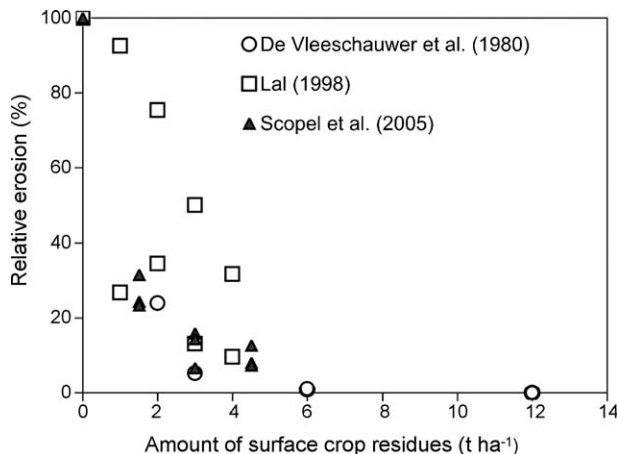 100
80
60
40
20
0
Relative erosion (%)
De Vleeschauwer et al. (1980)
Lal (1998)
Scopel et al. (2005)
0 2 4 6 8 10 12 14
Amount of surface crop residues (t ha⁻¹)